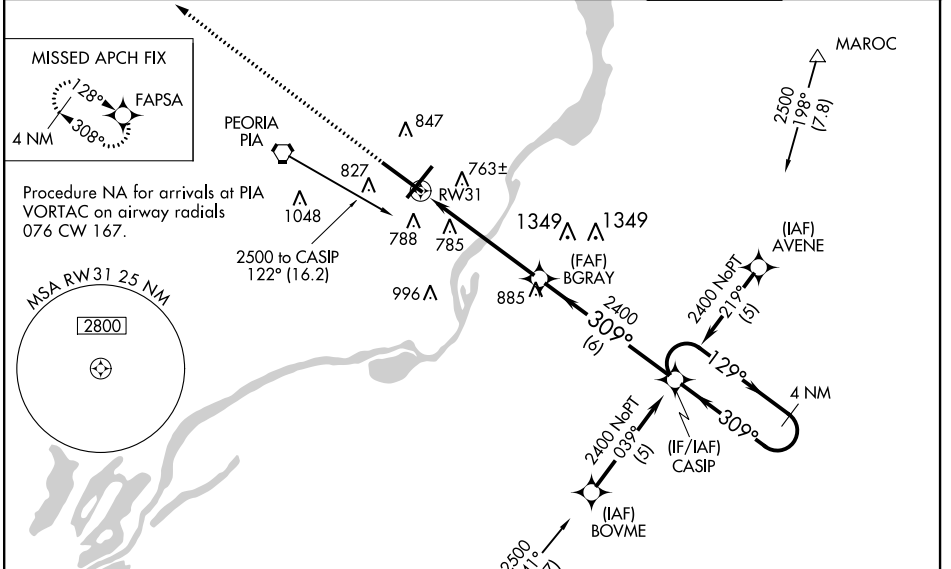 MISSED APCH FIX
128°
FAPSA
4 NM
308°
Procedure NA for arrivals at PIA
VORTAC on airway radials
076 CW 167.
MSA RW31 25 NM
2800
PEORIA
PIA
847
827
763±
RW31
1048
788
785
2500 to CASIP
122° (16.2)
996
1349
1349
(FAF)
BGRAY
885
2400
309°
(6)
MAROC
2500
198°
(7.8)
(IAF)
AVENE
2400 NoPT
219°
(5)
129°
4 NM
309°
(IF/IAF)
CASIP
2400 NoPT
039°
(5)
(IAF)
BOVME
2500